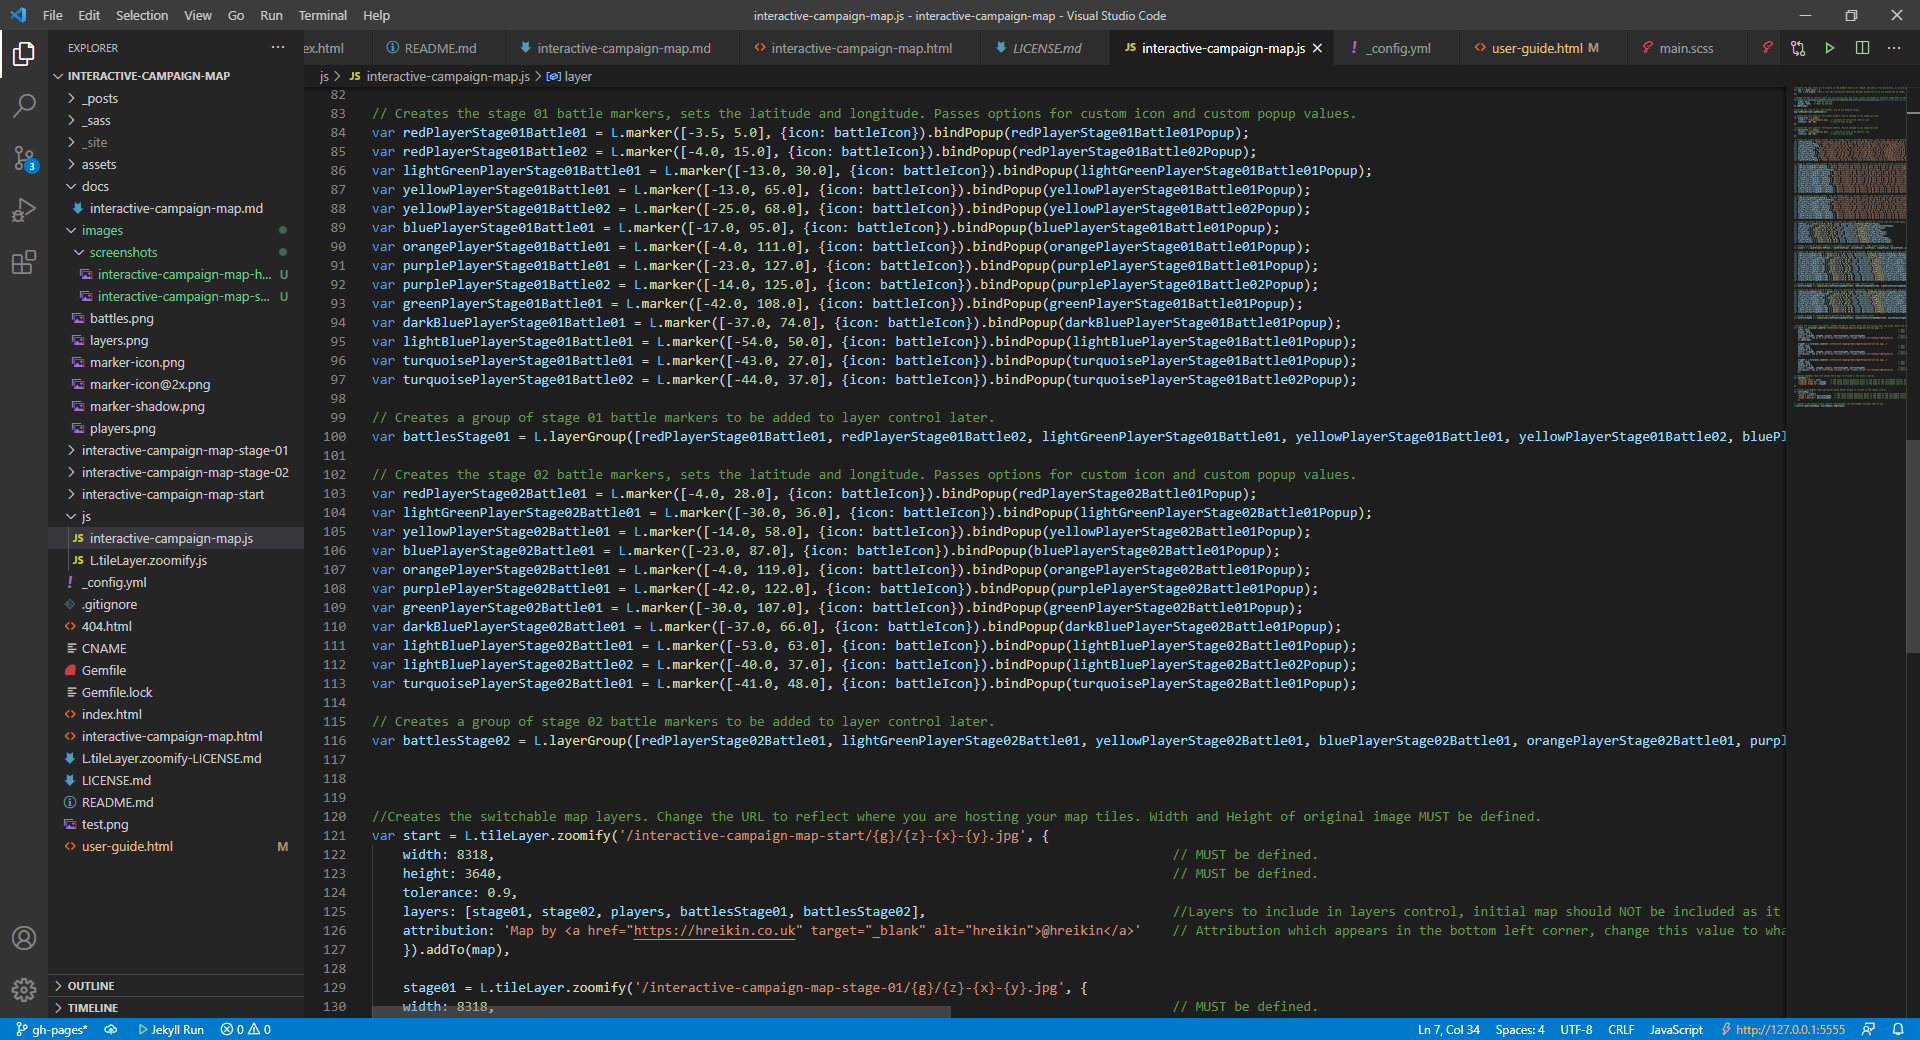 File Edit Selection View Go Run Terminal Help
interactive-campaign-map.js - interactive-campaign-map - Visual Studio Code
EXPLORER
INTERACTIVE-CAMPAIGN-MAP
_posts
_sass
_site
assets
docs
interactive-campaign-map.md
images
screenshots
interactive-campaign-map-h... U
interactive-campaign-map-s... U
battles.png
layers.png
marker-icon.png
marker-icon@2x.png
marker-shadow.png
players.png
interactive-campaign-map-stage-01
interactive-campaign-map-stage-02
interactive-campaign-map-start
js
JS interactive-campaign-map.js
JS L.tileLayer.zoomify.js
! _config.yml
.gitignore
404.html
CNAME
Gemfile
Gemfile.lock
index.html
interactive-campaign-map.html
L.tileLayer.zoomify-LICENSE.md
LICENSE.md
README.md
test.png
user-guide.html M
OUTLINE
TIMELINE
3
ex.html README.md interactive-campaign-map.md interactive-campaign-map.html LICENSE.md JS interactive-campaign-map.js ! _config.yml user-guide.html M main.scss
js > JS interactive-campaign-map.js > layer
82
83 // Creates the stage 01 battle markers, sets the latitude and longitude. Passes options for custom icon and custom popup values.
84 var redPlayerStage01Battle01 = L.marker([-3.5, 5.0], {icon: battleIcon}).bindPopup(redPlayerStage01Battle01Popup);
85 var redPlayerStage01Battle02 = L.marker([-4.0, 15.0], {icon: battleIcon}).bindPopup(redPlayerStage01Battle02Popup);
86 var lightGreenPlayerStage01Battle01 = L.marker([-13.0, 30.0], {icon: battleIcon}).bindPopup(lightGreenPlayerStage01Battle01Popup);
87 var yellowPlayerStage01Battle01 = L.marker([-13.0, 65.0], {icon: battleIcon}).bindPopup(yellowPlayerStage01Battle01Popup);
88 var yellowPlayerStage01Battle02 = L.marker([-25.0, 68.0], {icon: battleIcon}).bindPopup(yellowPlayerStage01Battle02Popup);
89 var bluePlayerStage01Battle01 = L.marker([-17.0, 95.0], {icon: battleIcon}).bindPopup(bluePlayerStage01Battle01Popup);
90 var orangePlayerStage01Battle01 = L.marker([-4.0, 111.0], {icon: battleIcon}).bindPopup(orangePlayerStage01Battle01Popup);
91 var purplePlayerStage01Battle01 = L.marker([-23.0, 127.0], {icon: battleIcon}).bindPopup(purplePlayerStage01Battle01Popup);
92 var purplePlayerStage01Battle02 = L.marker([-14.0, 125.0], {icon: battleIcon}).bindPopup(purplePlayerStage01Battle02Popup);
93 var greenPlayerStage01Battle01 = L.marker([-42.0, 108.0], {icon: battleIcon}).bindPopup(greenPlayerStage01Battle01Popup);
94 var darkBluePlayerStage01Battle01 = L.marker([-37.0, 74.0], {icon: battleIcon}).bindPopup(darkBluePlayerStage01Battle01Popup);
95 var lightBluePlayerStage01Battle01 = L.marker([-54.0, 50.0], {icon: battleIcon}).bindPopup(lightBluePlayerStage01Battle01Popup);
96 var turquoisePlayerStage01Battle01 = L.marker([-43.0, 27.0], {icon: battleIcon}).bindPopup(turquoisePlayerStage01Battle01Popup);
97 var turquoisePlayerStage01Battle02 = L.marker([-44.0, 37.0], {icon: battleIcon}).bindPopup(turquoisePlayerStage01Battle02Popup);
98
99 // Creates a group of stage 01 battle markers to be added to layer control later.
100 var battlesStage01 = L.layerGroup([redPlayerStage01Battle01, redPlayerStage01Battle02, lightGreenPlayerStage01Battle01, yellowPlayerStage01Battle01, yellowPlayerStage01Battle02, bluePl
101
102 // Creates the stage 02 battle markers, sets the latitude and longitude. Passes options for custom icon and custom popup values.
103 var redPlayerStage02Battle01 = L.marker([-4.0, 28.0], {icon: battleIcon}).bindPopup(redPlayerStage02Battle01Popup);
104 var lightGreenPlayerStage02Battle01 = L.marker([-30.0, 36.0], {icon: battleIcon}).bindPopup(lightGreenPlayerStage02Battle01Popup);
105 var yellowPlayerStage02Battle01 = L.marker([-14.0, 58.0], {icon: battleIcon}).bindPopup(yellowPlayerStage02Battle01Popup);
106 var bluePlayerStage02Battle01 = L.marker([-23.0, 87.0], {icon: battleIcon}).bindPopup(bluePlayerStage02Battle01Popup);
107 var orangePlayerStage02Battle01 = L.marker([-4.0, 119.0], {icon: battleIcon}).bindPopup(orangePlayerStage02Battle01Popup);
108 var purplePlayerStage02Battle01 = L.marker([-42.0, 122.0], {icon: battleIcon}).bindPopup(purplePlayerStage02Battle01Popup);
109 var greenPlayerStage02Battle01 = L.marker([-30.0, 107.0], {icon: battleIcon}).bindPopup(greenPlayerStage02Battle01Popup);
110 var darkBluePlayerStage02Battle01 = L.marker([-37.0, 66.0], {icon: battleIcon}).bindPopup(darkBluePlayerStage02Battle01Popup);
111 var lightBluePlayerStage02Battle01 = L.marker([-53.0, 63.0], {icon: battleIcon}).bindPopup(lightBluePlayerStage02Battle01Popup);
112 var lightBluePlayerStage02Battle02 = L.marker([-40.0, 37.0], {icon: battleIcon}).bindPopup(lightBluePlayerStage02Battle02Popup);
113 var turquoisePlayerStage02Battle01 = L.marker([-41.0, 48.0], {icon: battleIcon}).bindPopup(turquoisePlayerStage02Battle01Popup);
114
115 // Creates a group of stage 02 battle markers to be added to layer control later.
116 var battlesStage02 = L.layerGroup([redPlayerStage02Battle01, lightGreenPlayerStage02Battle01, yellowPlayerStage02Battle01, bluePlayerStage02Battle01, orangePlayerStage02Battle01, purpl
117
118
119
120 //Creates the switchable map layers. Change the URL to reflect where you are hosting your map tiles. Width and Height of original image MUST be defined.
121 var start = L.tileLayer.zoomify('/interactive-campaign-map-start/{g}/{z}-{x}-{y}.jpg', {
122 width: 8318, // MUST be defined.
123 height: 3640, // MUST be defined.
124 tolerance: 0.9,
125 layers: [stage01, stage02, players, battlesStage01, battlesStage02], //Layers to include in layers control, initial map should NOT be included as it
126 attribution: 'Map by <a href="https://hreikin.co.uk" target="_blank" alt="hreikin">@hreikin</a>' // Attribution which appears in the bottom left corner, change this value to wha
127 }).addTo(map),
128
129 stage01 = L.tileLayer.zoomify('/interactive-campaign-map-stage-01/{g}/{z}-{x}-{y}.jpg', {
130 width: 8318, // MUST be defined.
gh-pages* Jekyll Run 0 0 Ln 7, Col 34 Spaces: 4 UTF-8 CRLF JavaScript http://127.0.0.1:5555